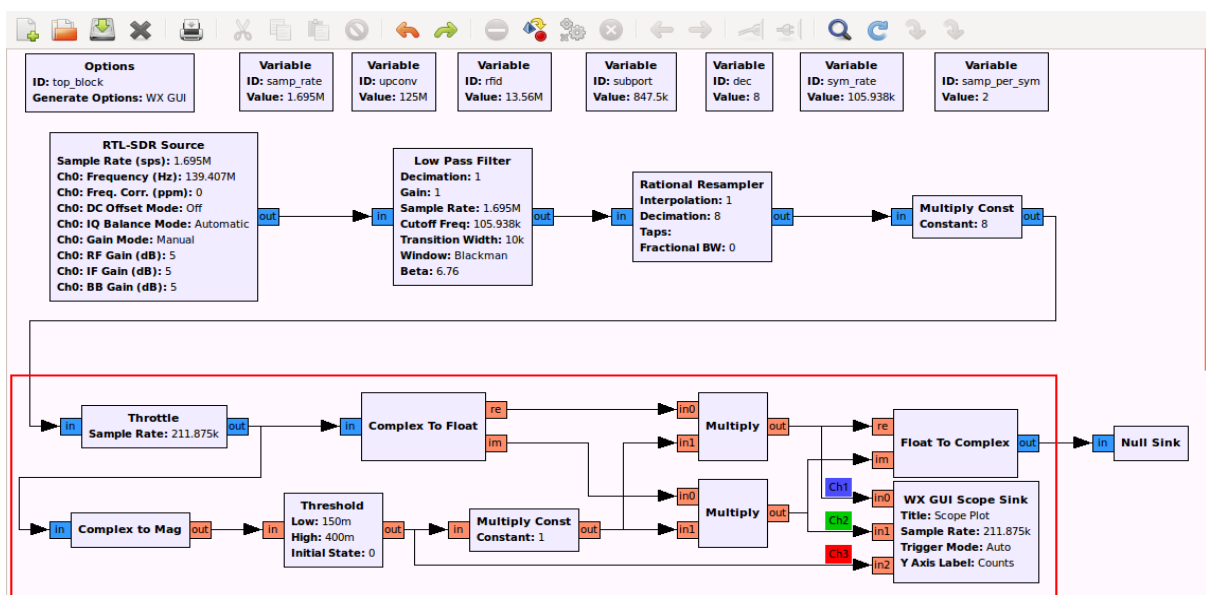 Options
ID: top_block
Generate Options: WX GUI
Variable
ID: samp_rate
Value: 1.695M
Variable
ID: upconv
Value: 125M
Variable
ID: rfid
Value: 13.56M
Variable
ID: subport
Value: 847.5k
Variable
ID: dec
Value: 8
Variable
ID: sym_rate
Value: 105.938k
Variable
ID: samp_per_sym
Value: 2
RTL-SDR Source
Sample Rate (sps): 1.695M
Ch0: Frequency (Hz): 139.407M
Ch0: Freq. Corr. (ppm): 0
Ch0: DC Offset Mode: Off
Ch0: IQ Balance Mode: Automatic
Ch0: Gain Mode: Manual
Ch0: RF Gain (dB): 5
Ch0: IF Gain (dB): 5
Ch0: BB Gain (dB): 5
out
in
Low Pass Filter
Decimation: 1
Gain: 1
Sample Rate: 1.695M
Cutoff Freq: 105.938k
Transition Width: 10k
Window: Blackman
Beta: 6.76
out
in
Rational Resampler
Interpolation: 1
Decimation: 8
Taps:
Fractional BW: 0
out
in
Multiply Const
Constant: 8
out
in
Throttle
Sample Rate: 211.875k
out
in
Complex To Float
re
im
in0
in1
Multiply
out
re
im
Float To Complex
out
in
Null Sink
in
Complex to Mag
out
in
Threshold
Low: 150m
High: 400m
Initial State: 0
out
in
Multiply Const
Constant: 1
out
in0
in1
Multiply
out
Ch1
Ch2
Ch3
in0
in1
in2
WX GUI Scope Sink
Title: Scope Plot
Sample Rate: 211.875k
Trigger Mode: Auto
Y Axis Label: Counts